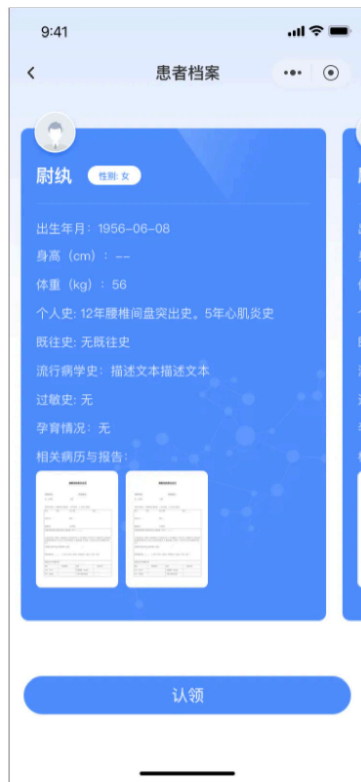 9:41
患者档案
尉纨
性别: 女
出生年月：1956-06-08
身高（cm）：--
体重（kg）：56
个人史: 12年腰椎间盘突出史。5年心肌炎史
既往史: 无既往史
流行病学史：描述文本描述文本
过敏史: 无
孕育情况：无
相关病历与报告:
认领